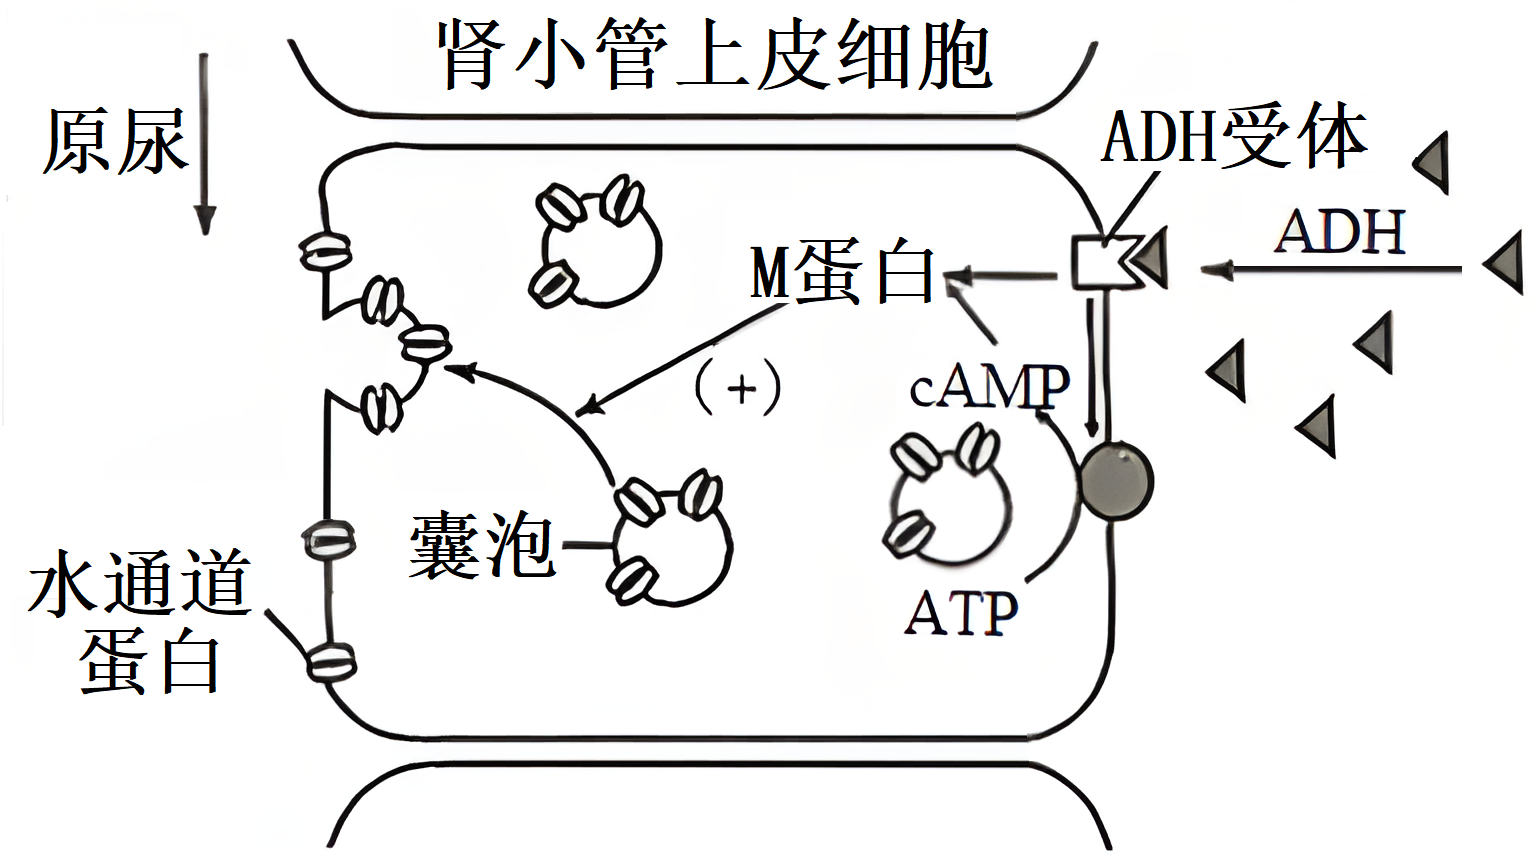 肾小管上皮细胞
原尿
ADH受体
ADH
M蛋白
(+)
cAMP
囊泡
ATP
水通道
蛋白